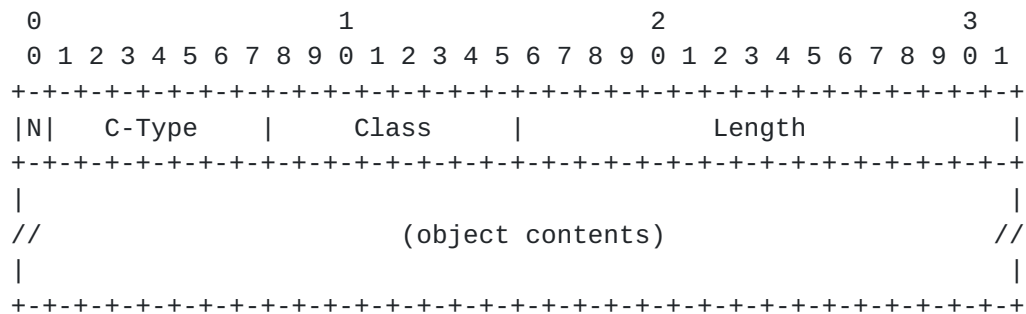 0                   1                   2                   3
 0 1 2 3 4 5 6 7 8 9 0 1 2 3 4 5 6 7 8 9 0 1 2 3 4 5 6 7 8 9 0 1
+-+-+-+-+-+-+-+-+-+-+-+-+-+-+-+-+-+-+-+-+-+-+-+-+-+-+-+-+-+-+-+-+
|N|   C-Type    |     Class     |            Length             |
+-+-+-+-+-+-+-+-+-+-+-+-+-+-+-+-+-+-+-+-+-+-+-+-+-+-+-+-+-+-+-+-+
|                                                               |
//                       (object contents)                     //
|                                                               |
+-+-+-+-+-+-+-+-+-+-+-+-+-+-+-+-+-+-+-+-+-+-+-+-+-+-+-+-+-+-+-+-+